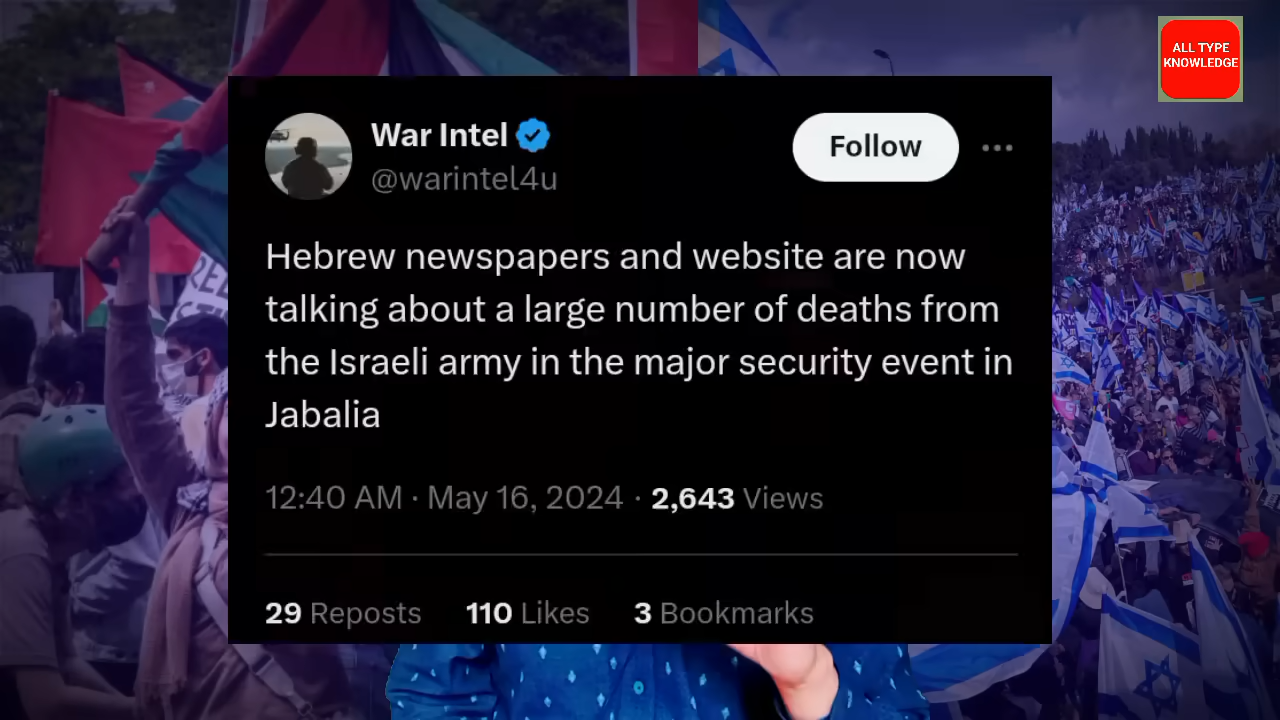 ALL TYPE
KNOWLEDGE
War Intel
@warintel4u
Follow
Hebrew newspapers and website are now
talking about a large number of deaths from
the Israeli army in the major security event in
Jabalia
12:40 AM · May 16, 2024 · 2,643 Views
29 Reposts 110 Likes 3 Bookmarks